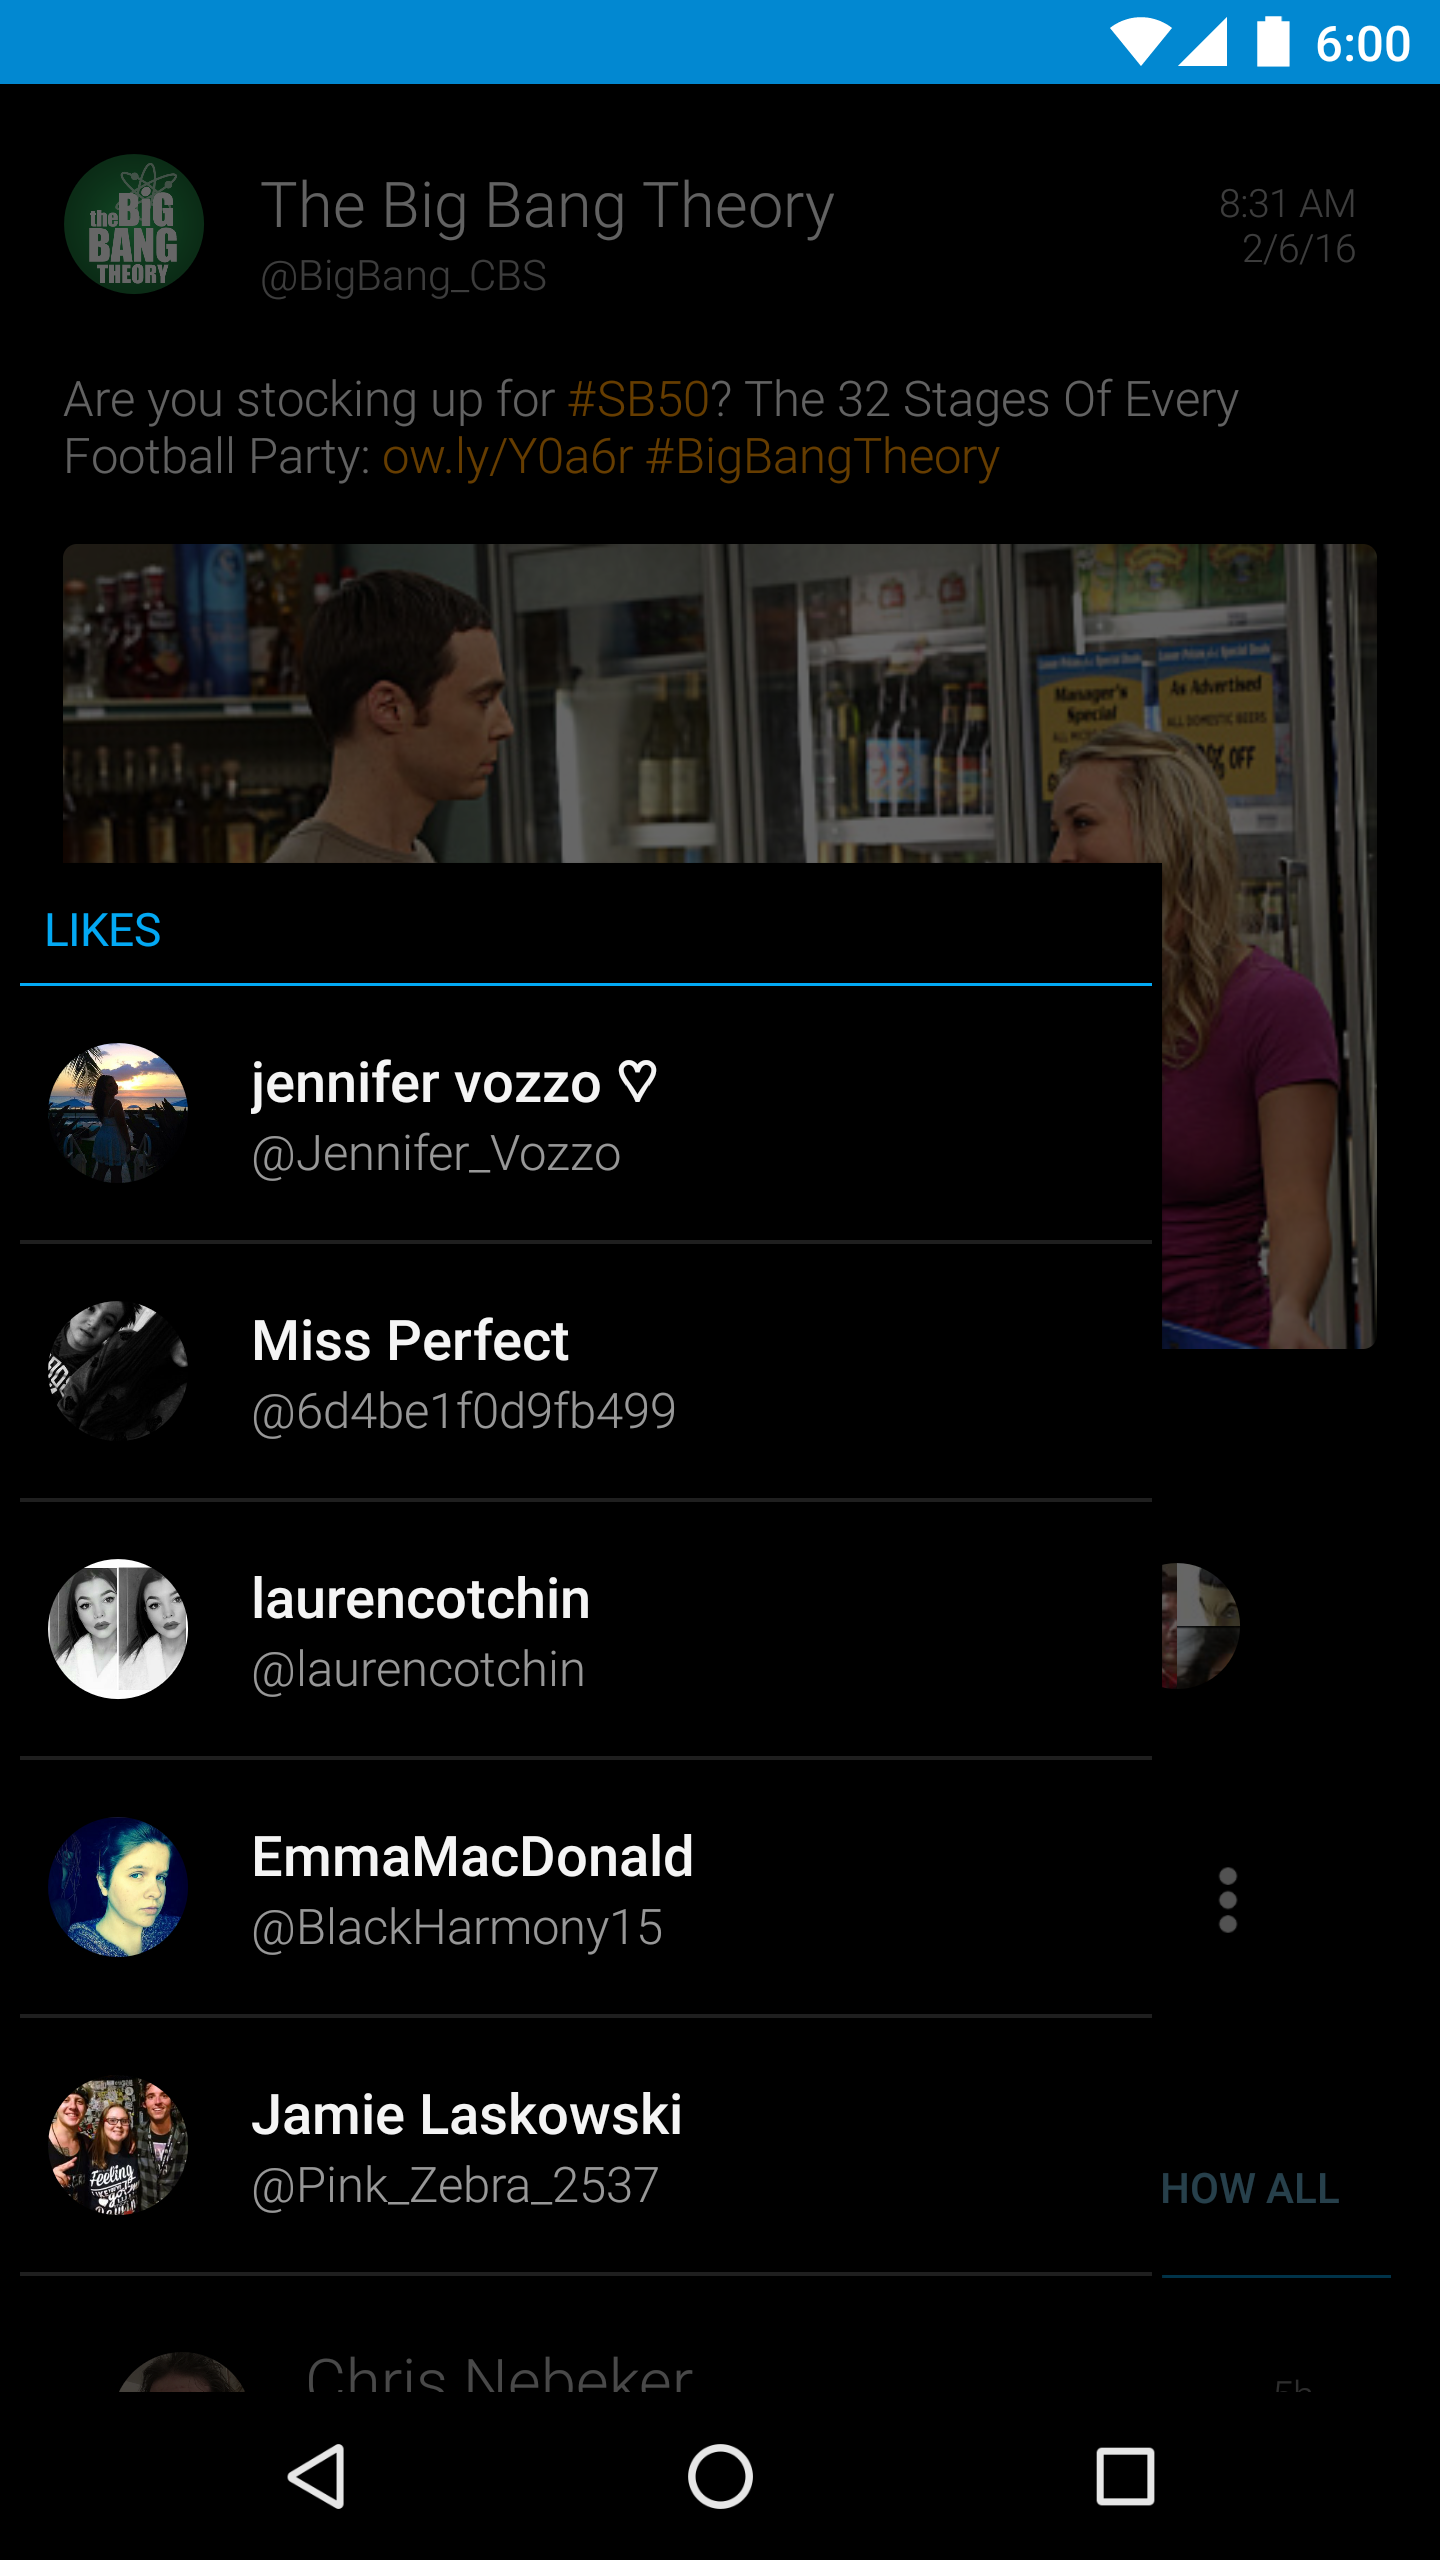 6:00
the BIG
BANG
THEORY
The Big Bang Theory
@BigBang_CBS
8:31 AM
2/6/16
Are you stocking up for #SB50? The 32 Stages Of Every
Football Party: ow.ly/Y0a6r #BigBangTheory
Manager's
Special
As Advertised
ALL DOMESTIC BEERS
OFF
LIKES
jennifer vozzo ♡
@Jennifer_Vozzo
Miss Perfect
@6d4be1f0d9fb499
laurencotchin
@laurencotchin
EmmaMacDonald
@BlackHarmony15
Jamie Laskowski
@Pink_Zebra_2537
Feeling
HOW ALL
Chris Nebeker
5h